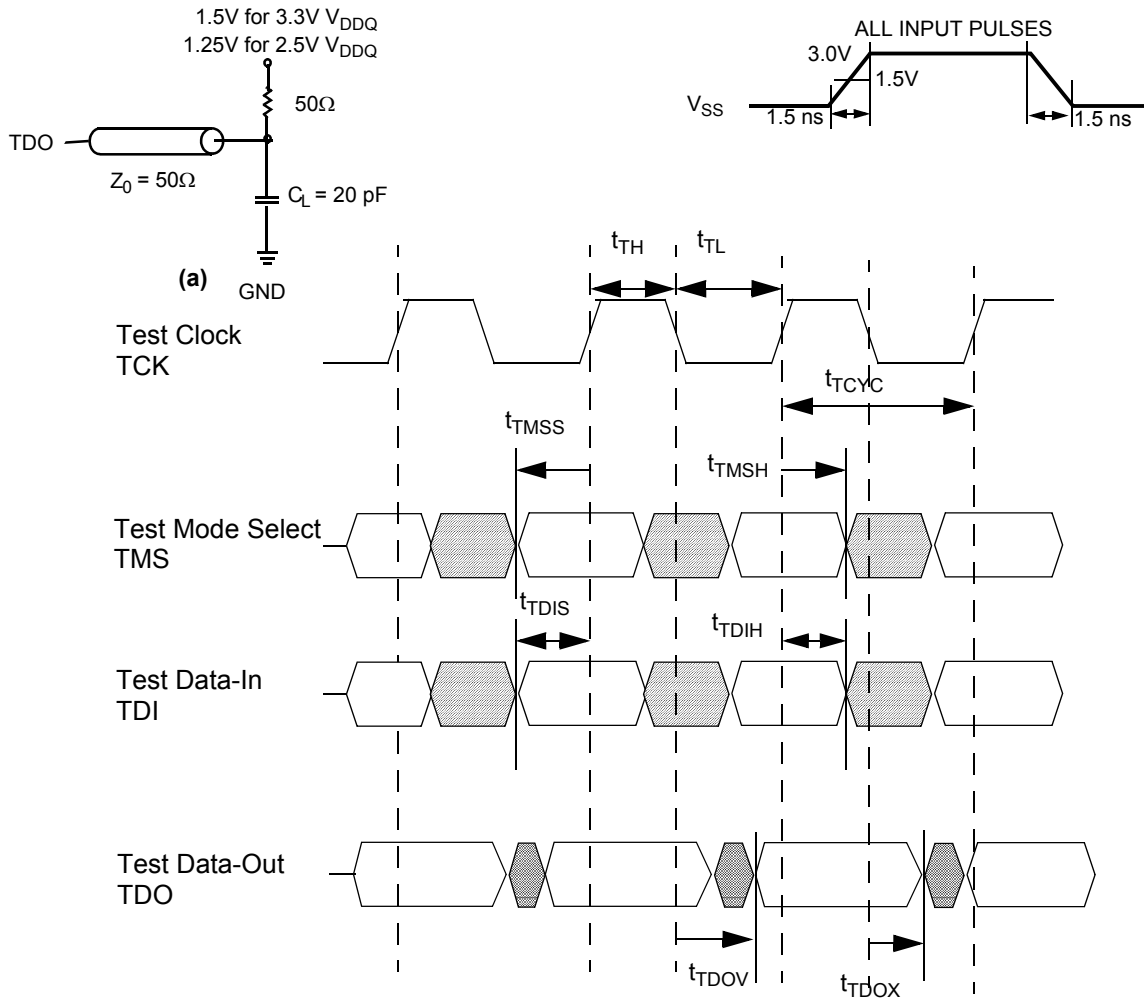 1.5V for 3.3V VDDQ
1.25V for 2.5V VDDQ
50Ω
TDO
Z0 = 50Ω
CL = 20 pF
(a)
GND
ALL INPUT PULSES
3.0V
1.5V
VSS
1.5 ns
1.5 ns
tTH
tTL
Test Clock
TCK
tTCYC
tTMSS
tTMSH
Test Mode Select
TMS
tTDIS
tTDIH
Test Data-In
TDI
Test Data-Out
TDO
tTDOV
tTDOX